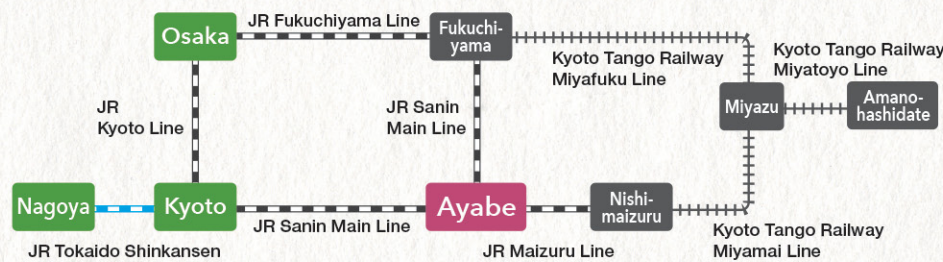 JR Fukuchiyama Line
Osaka
Fukuchi-
yama
Kyoto Tango Railway
Miyafuku Line
Kyoto Tango Railway
Miyatoyo Line
JR
Kyoto Line
JR Sanin
Main Line
Miyazu
Amano-
hashidate
Nagoya
Kyoto
Ayabe
Nishi-
maizuru
JR Tokaido Shinkansen
JR Sanin Main Line
JR Maizuru Line
Kyoto Tango Railway
Miyamai Line